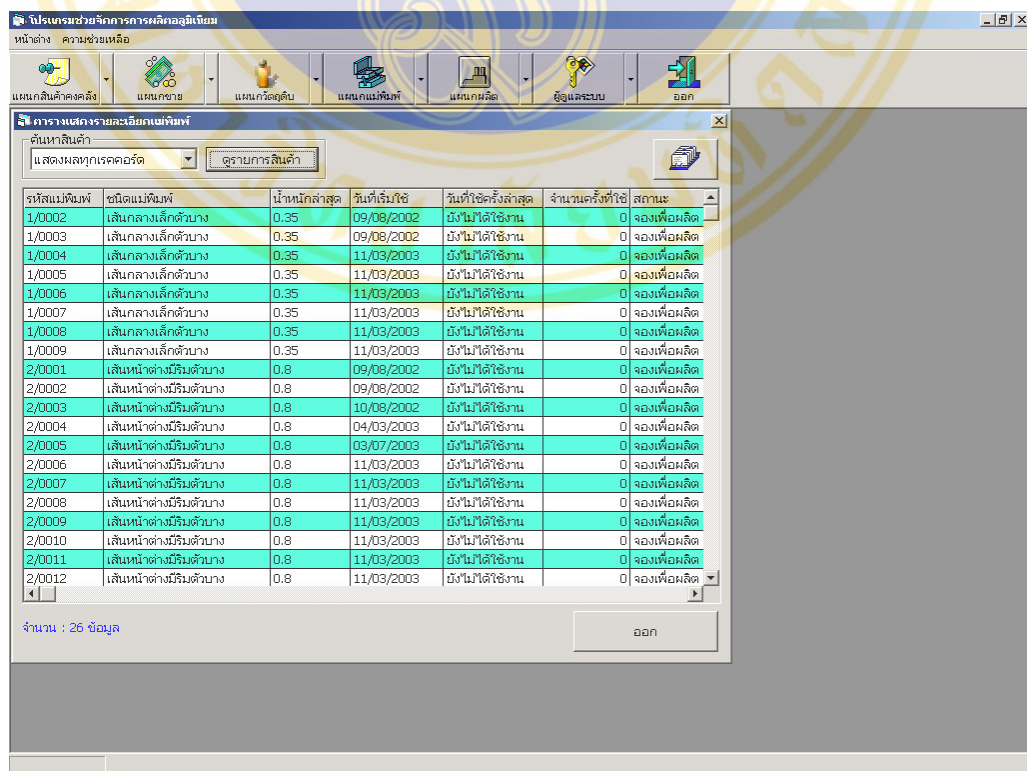 โปรแกรมช่วยจัดการการผลิตอลูมิเนียม
หน้าต่าง ความช่วยเหลือ
แผนกสินค้าคงคลัง แผนกขาย แผนกวัตถุดิบ แผนกแม่พิมพ์ แผนกผลิต ผู้ดูแลระบบ ออก
ตารางแสดงรายละเอียดแม่พิมพ์
ค้นหาสินค้า
แสดงผลทุกเรคคอร์ด ดูรายการสินค้า
รหัสแม่พิมพ์ ชนิดแม่พิมพ์ น้ำหนักล่าสุด วันที่เริ่มใช้ วันที่ใช้ครั้งล่าสุด จำนวนครั้งที่ใช้ สถานะ
1/0002 เส้นกลางเล็กตัวบาง 0.35 09/08/2002 ยังไม่ได้ใช้งาน 0 จองเพื่อผลิต
1/0003 เส้นกลางเล็กตัวบาง 0.35 09/08/2002 ยังไม่ได้ใช้งาน 0 จองเพื่อผลิต
1/0004 เส้นกลางเล็กตัวบาง 0.35 11/03/2003 ยังไม่ได้ใช้งาน 0 จองเพื่อผลิต
1/0005 เส้นกลางเล็กตัวบาง 0.35 11/03/2003 ยังไม่ได้ใช้งาน 0 จองเพื่อผลิต
1/0006 เส้นกลางเล็กตัวบาง 0.35 11/03/2003 ยังไม่ได้ใช้งาน 0 จองเพื่อผลิต
1/0007 เส้นกลางเล็กตัวบาง 0.35 11/03/2003 ยังไม่ได้ใช้งาน 0 จองเพื่อผลิต
1/0008 เส้นกลางเล็กตัวบาง 0.35 11/03/2003 ยังไม่ได้ใช้งาน 0 จองเพื่อผลิต
1/0009 เส้นกลางเล็กตัวบาง 0.35 11/03/2003 ยังไม่ได้ใช้งาน 0 จองเพื่อผลิต
2/0001 เส้นหน้าต่างมีริมตัวบาง 0.8 09/08/2002 ยังไม่ได้ใช้งาน 0 จองเพื่อผลิต
2/0002 เส้นหน้าต่างมีริมตัวบาง 0.8 09/08/2002 ยังไม่ได้ใช้งาน 0 จองเพื่อผลิต
2/0003 เส้นหน้าต่างมีริมตัวบาง 0.8 10/08/2002 ยังไม่ได้ใช้งาน 0 จองเพื่อผลิต
2/0004 เส้นหน้าต่างมีริมตัวบาง 0.8 04/03/2003 ยังไม่ได้ใช้งาน 0 จองเพื่อผลิต
2/0005 เส้นหน้าต่างมีริมตัวบาง 0.8 03/07/2003 ยังไม่ได้ใช้งาน 0 จองเพื่อผลิต
2/0006 เส้นหน้าต่างมีริมตัวบาง 0.8 11/03/2003 ยังไม่ได้ใช้งาน 0 จองเพื่อผลิต
2/0007 เส้นหน้าต่างมีริมตัวบาง 0.8 11/03/2003 ยังไม่ได้ใช้งาน 0 จองเพื่อผลิต
2/0008 เส้นหน้าต่างมีริมตัวบาง 0.8 11/03/2003 ยังไม่ได้ใช้งาน 0 จองเพื่อผลิต
2/0009 เส้นหน้าต่างมีริมตัวบาง 0.8 11/03/2003 ยังไม่ได้ใช้งาน 0 จองเพื่อผลิต
2/0010 เส้นหน้าต่างมีริมตัวบาง 0.8 11/03/2003 ยังไม่ได้ใช้งาน 0 จองเพื่อผลิต
2/0011 เส้นหน้าต่างมีริมตัวบาง 0.8 11/03/2003 ยังไม่ได้ใช้งาน 0 จองเพื่อผลิต
2/0012 เส้นหน้าต่างมีริมตัวบาง 0.8 11/03/2003 ยังไม่ได้ใช้งาน 0 จองเพื่อผลิต
จำนวน : 26 ข้อมูล
ออก